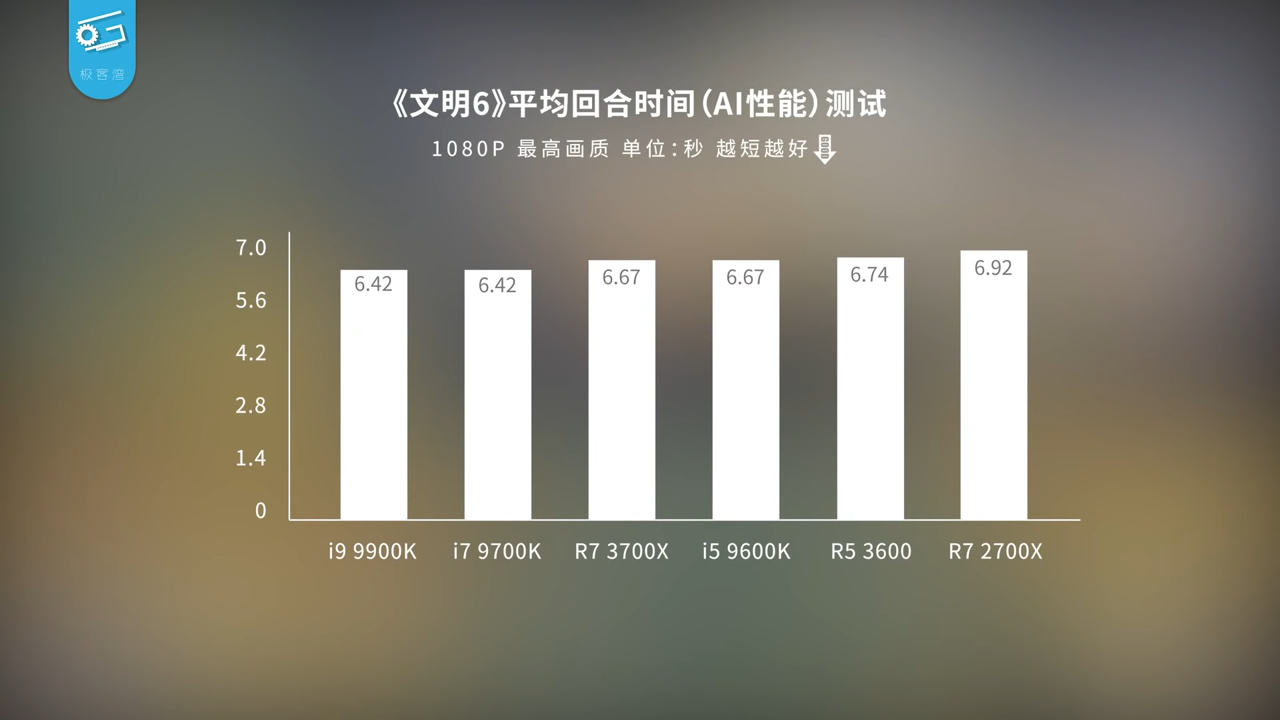 极客湾
《文明6》平均回合时间（AI性能）测试
1080P 最高画质 单位：秒 越短越好
7.0
5.6
4.2
2.8
1.4
0
6.42
6.42
6.67
6.67
6.74
6.92
i9 9900K
i7 9700K
R7 3700X
i5 9600K
R5 3600
R7 2700X